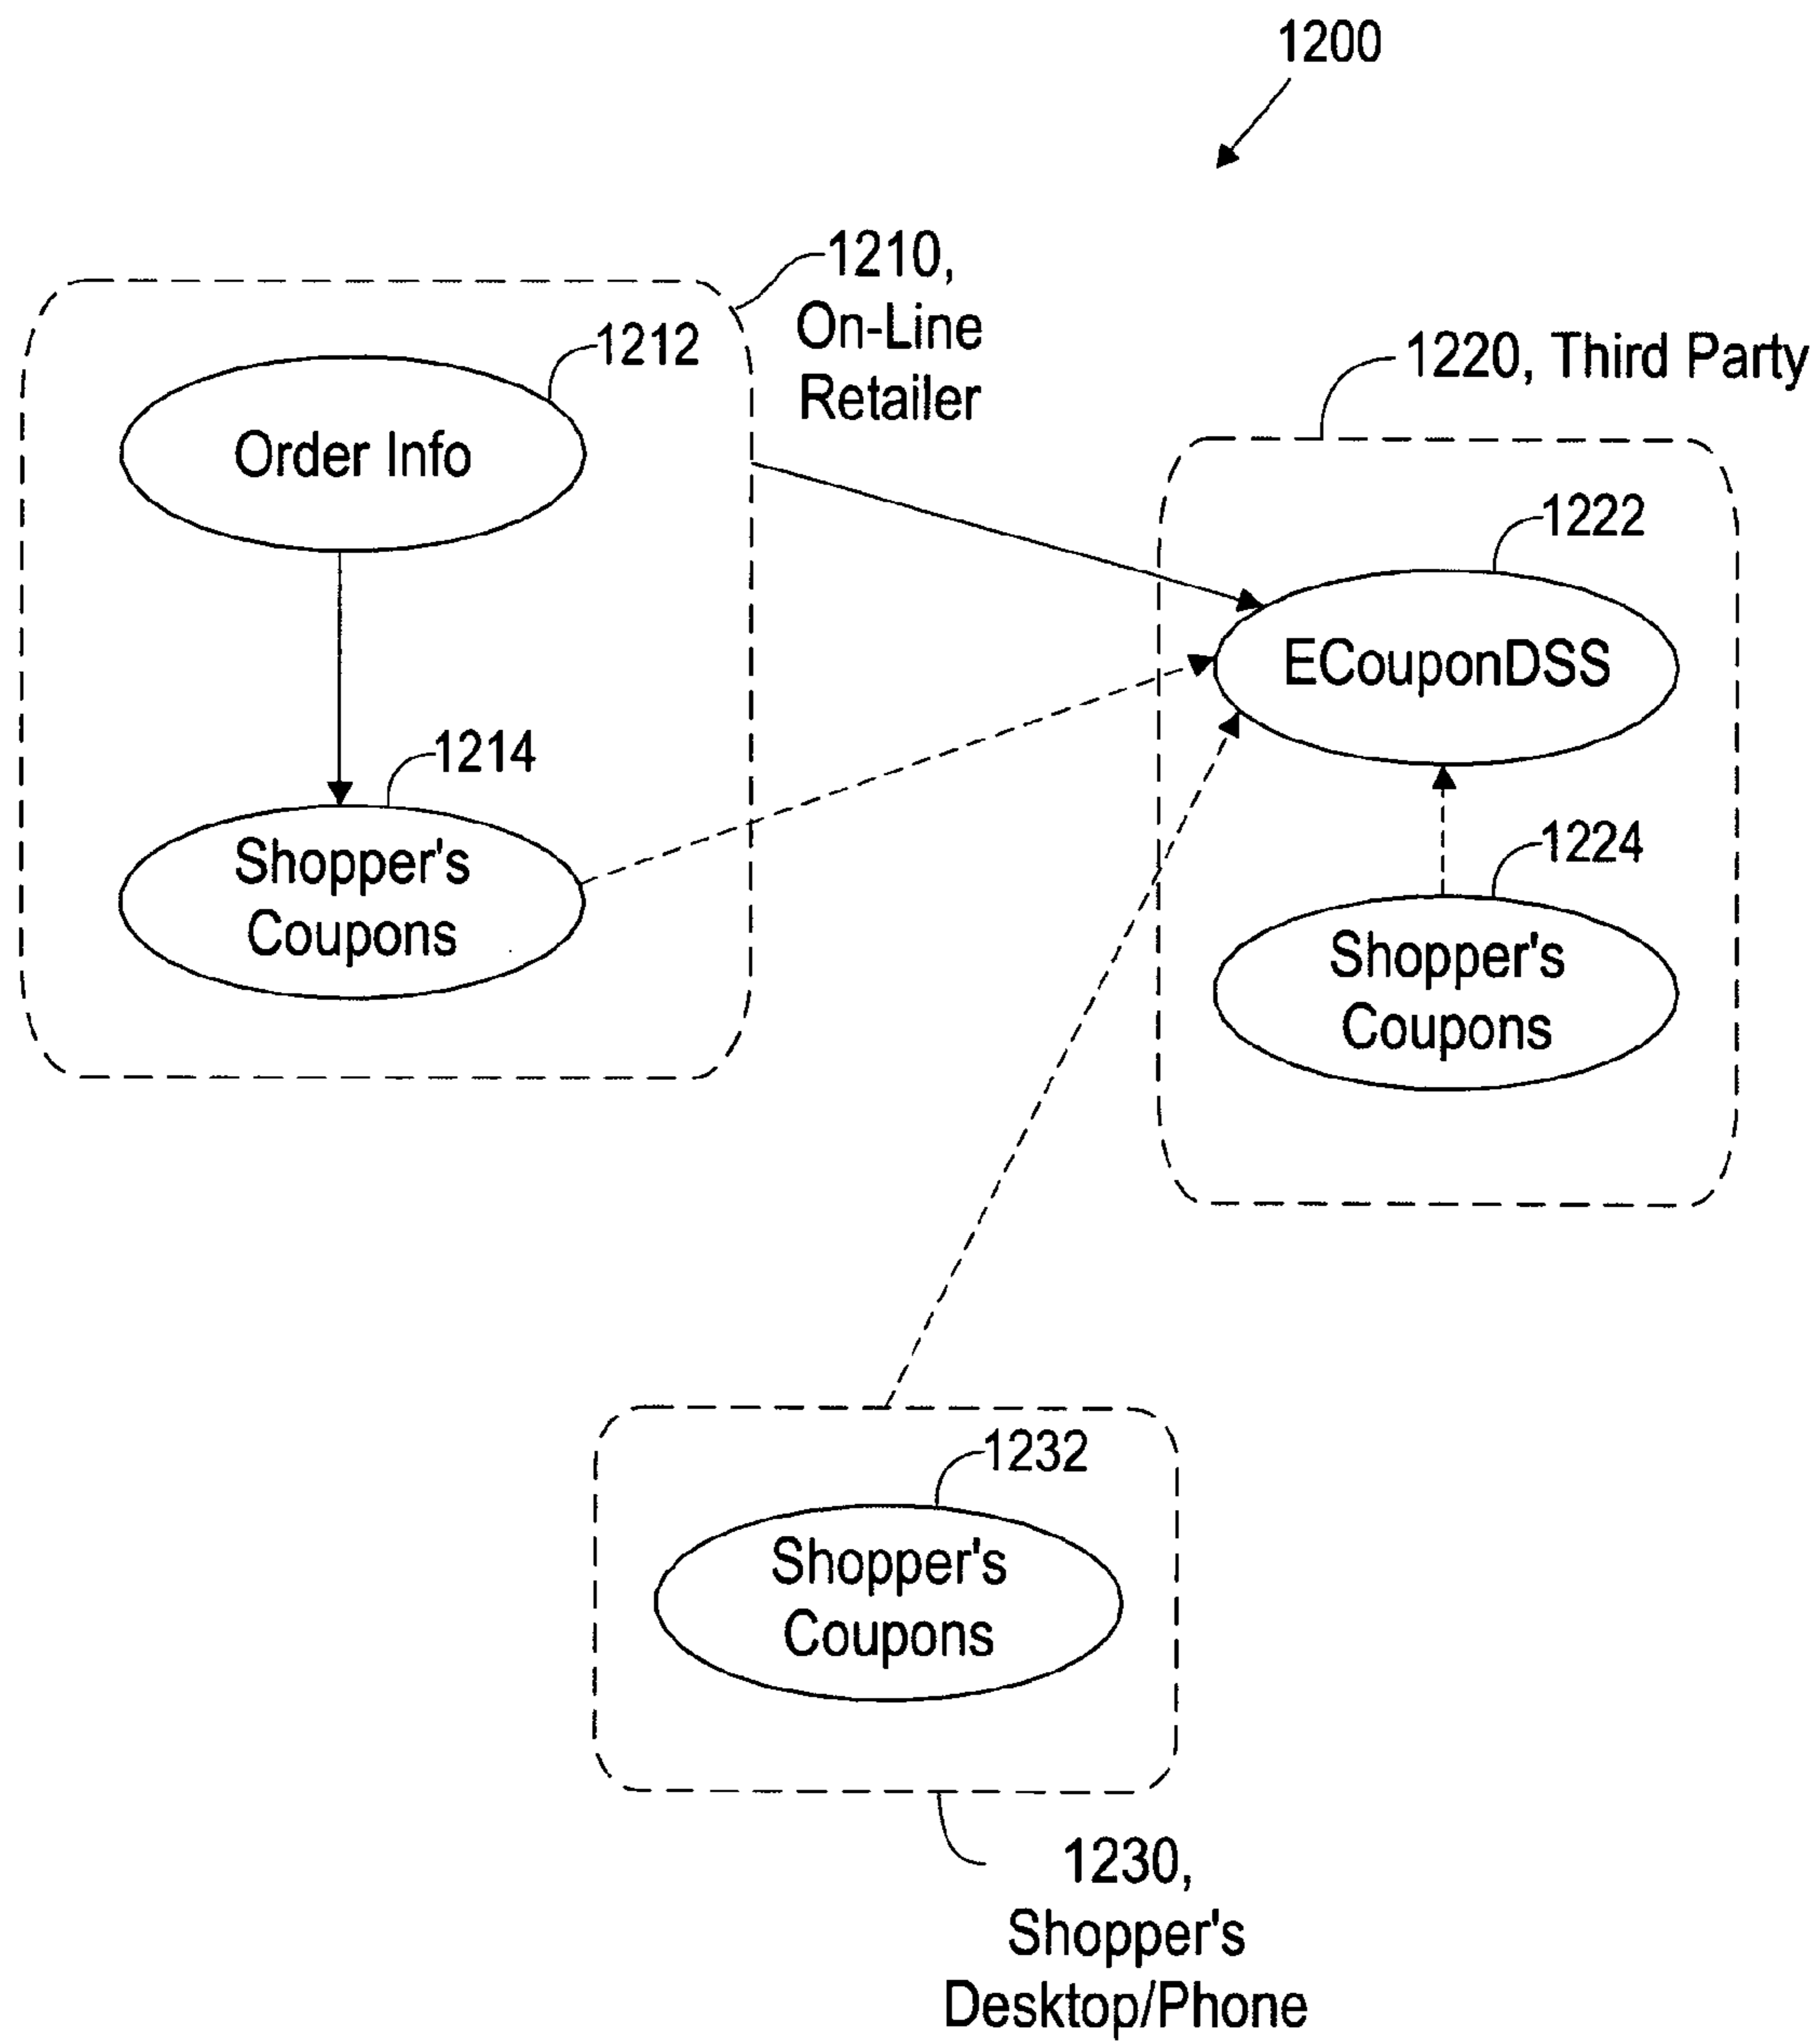 1200
1210,
On-Line
Retailer
1212
Order Info
1220, Third Party
1222
ECouponDSS
1214
Shopper's
Coupons
1224
Shopper's
Coupons
1232
Shopper's
Coupons
1230,
Shopper's
Desktop/Phone